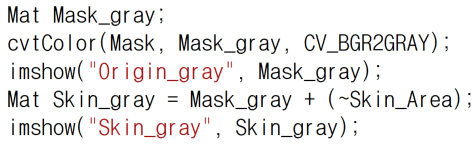 Mat Mask_gray;
cvtColor(Mask, Mask_gray, CV_BGR2GRAY);
imshow("Origin_gray", Mask_gray);
Mat Skin_gray = Mask_gray + (~Skin_Area);
imshow("Skin_gray", Skin_gray);